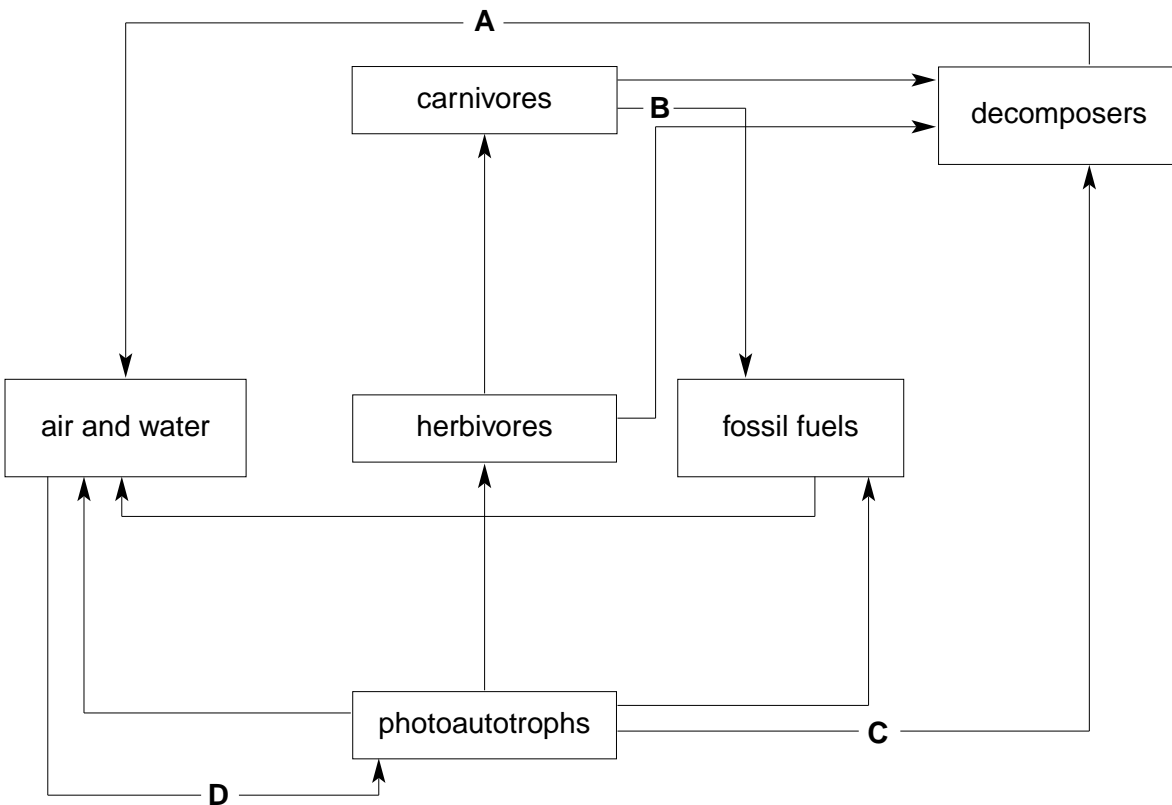 A
carnivores
B
decomposers
air and water
herbivores
fossil fuels
photoautotrophs
C
D